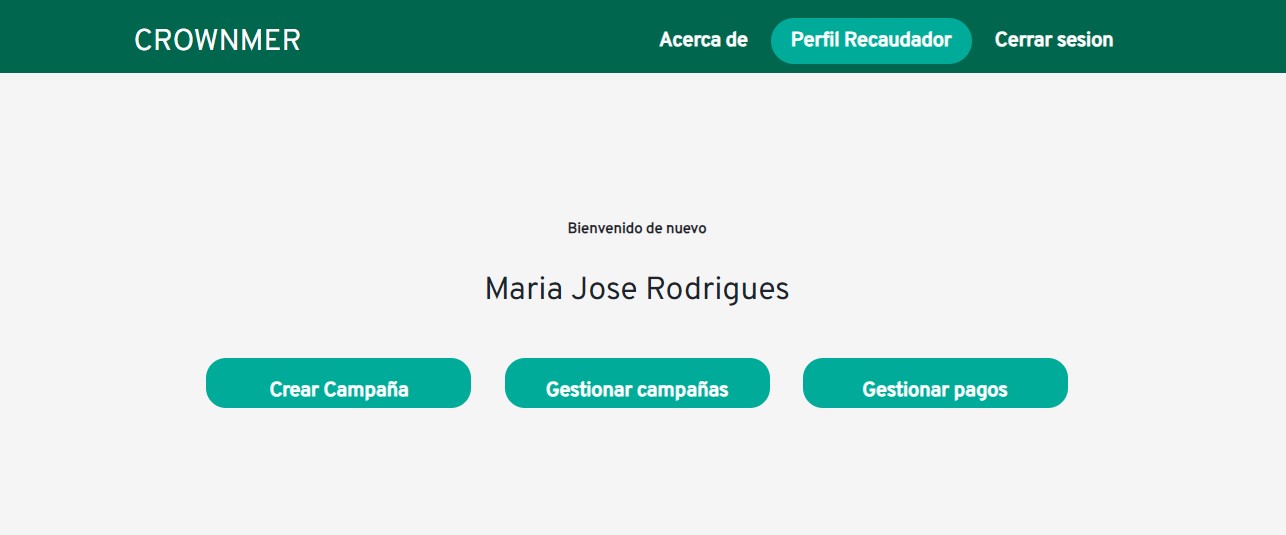 CROWNMER
Acerca de
Perfil Recaudador
Cerrar sesion
Bienvenido de nuevo
Maria Jose Rodrigues
Crear Campaña
Gestionar campañas
Gestionar pagos